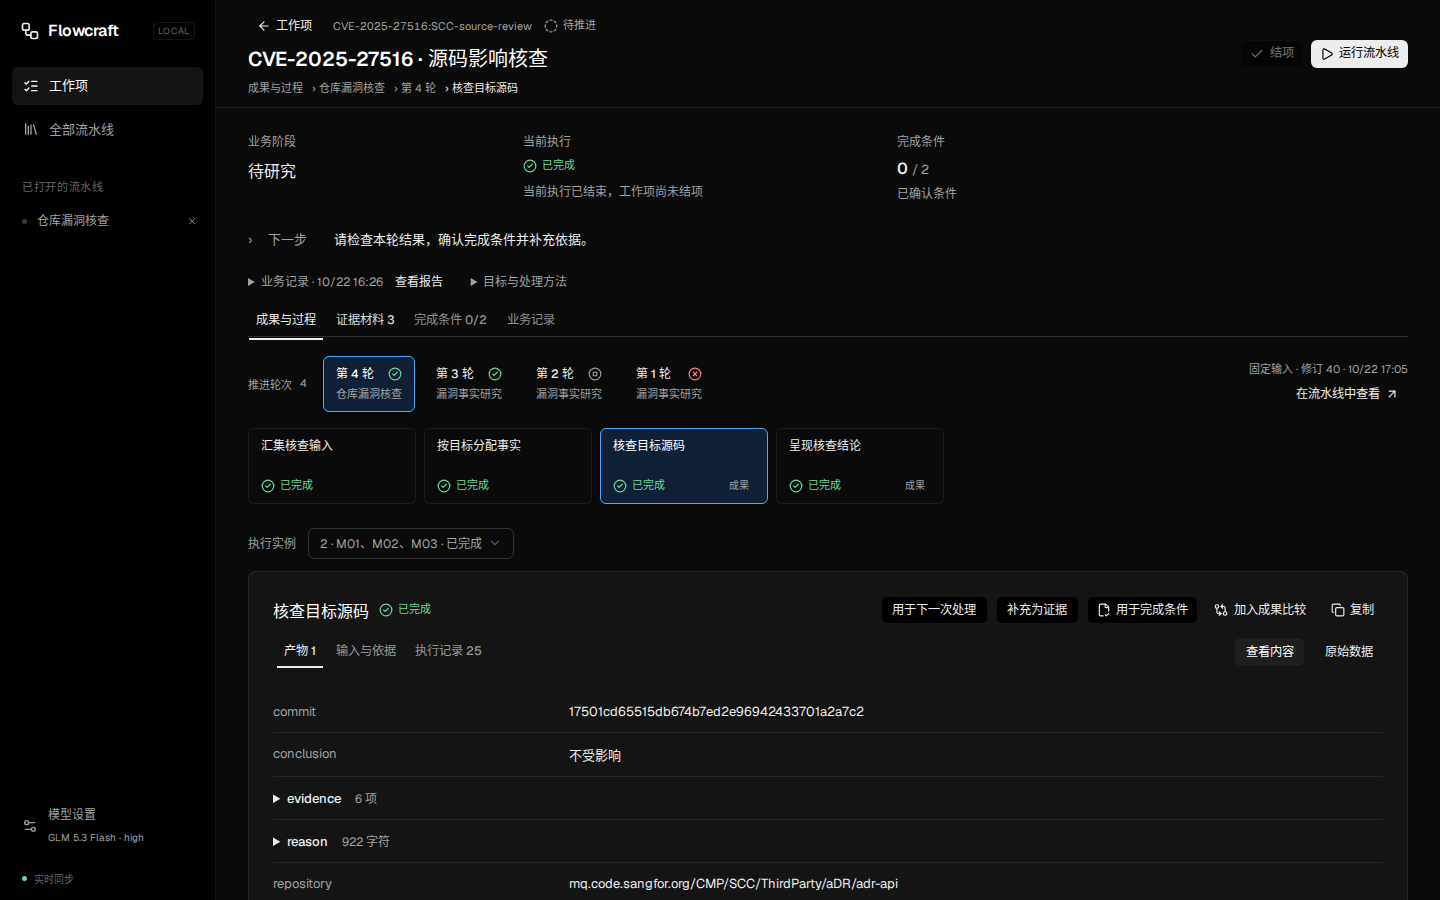 Flowcraft LOCAL
工作项
全部流水线
已打开的流水线
仓库漏洞核查
模型设置
GLM 5.3 Flash · high
实时同步
工作项 CVE-2025-27516:SCC-source-review 待推进
CVE-2025-27516 · 源码影响核查
结项 运行流水线
成果与过程 › 仓库漏洞核查 › 第 4 轮 › 核查目标源码
业务阶段 当前执行 完成条件
待研究 已完成 0 / 2
当前执行已结束，工作项尚未结项 已确认条件
› 下一步 请检查本轮结果，确认完成条件并补充依据。
业务记录 · 10/22 16:26 查看报告 目标与处理方法
成果与过程 证据材料 3 完成条件 0/2 业务记录
推进轮次 4
第 4 轮 第 3 轮 第 2 轮 第 1 轮
仓库漏洞核查 漏洞事实研究 漏洞事实研究 漏洞事实研究
固定输入 · 修订 40 · 10/22 17:05
在流水线中查看
汇集核查输入 按目标分配事实 核查目标源码 呈现核查结论
已完成 已完成 已完成 成果 已完成 成果
执行实例 2 · M01、M02、M03 · 已完成
核查目标源码 已完成 用于下一次处理 补充为证据 用于完成条件 加入成果比较 复制
产物 1 输入与依据 执行记录 25 查看内容 原始数据
commit 17501cd65515db674b7ed2e96942433701a2a7c2
conclusion 不受影响
evidence 6 项
reason 922 字符
repository mq.code.sangfor.org/CMP/SCC/ThirdParty/aDR/adr-api